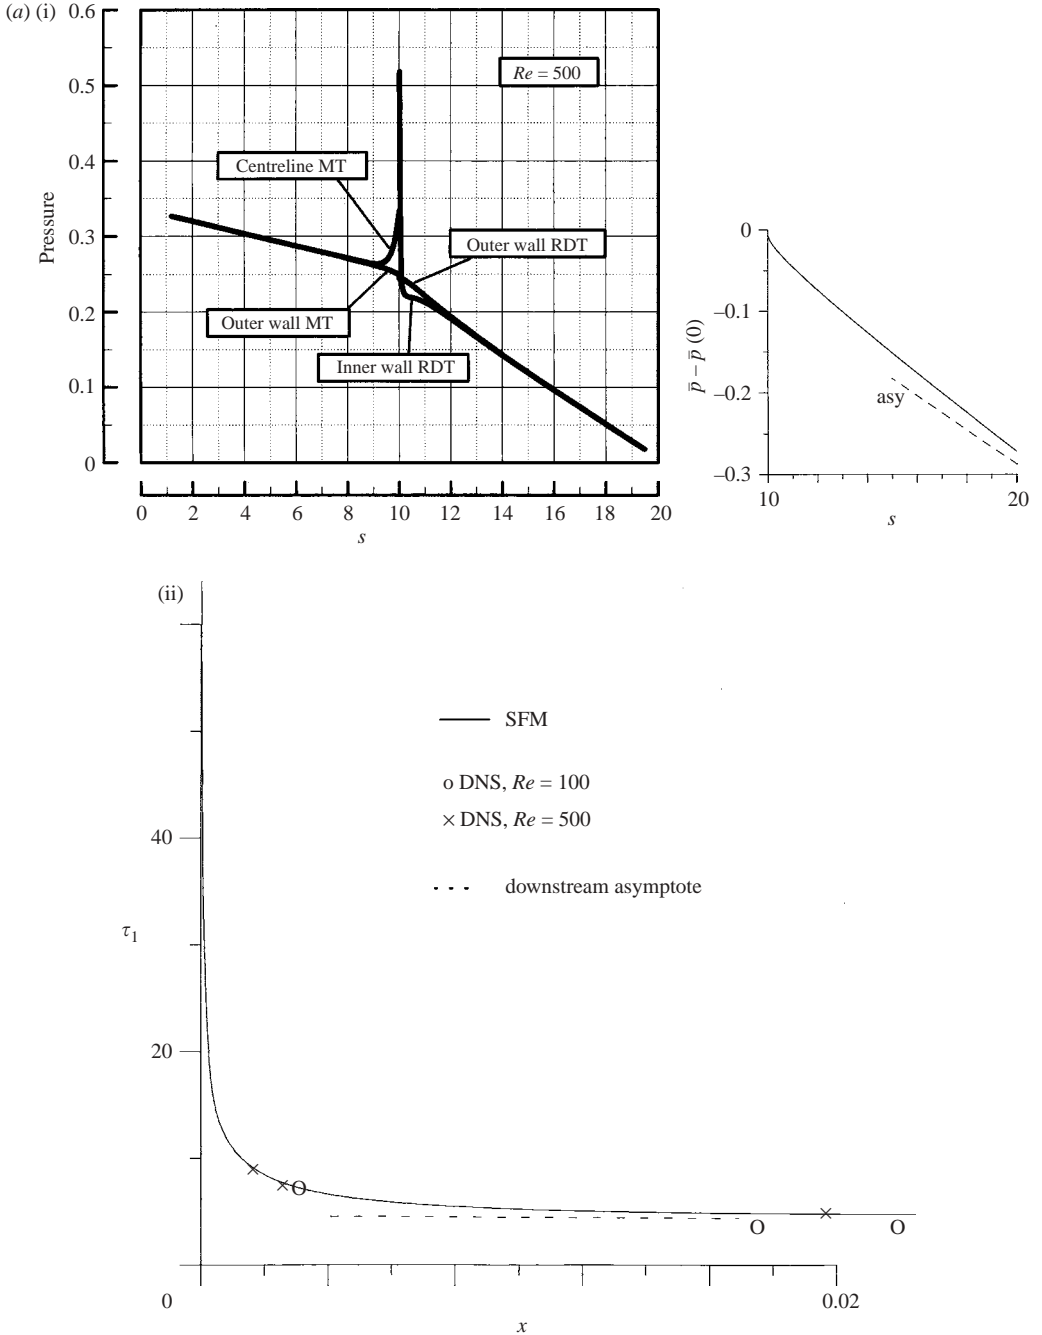 (a) (i)
0.6
0.5
0.4
0.3
0.2
0.1
0
Pressure
Re = 500
Centreline MT
Outer wall RDT
Outer wall MT
Inner wall RDT
0 2 4 6 8 10 12 14 16 18 20
s
0
–0.1
–0.2
–0.3
p̅ – p̅ (0)
asy
10 20
s
(ii)
SFM
o DNS, Re = 100
× DNS, Re = 500
downstream asymptote
40
τ1
20
0 0.02
x